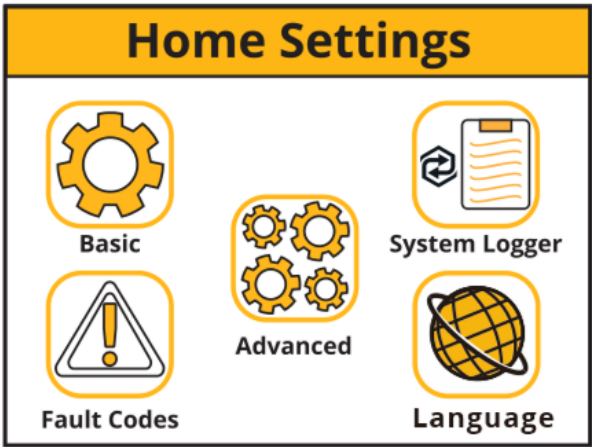 Home Settings
Basic
System Logger
Advanced
Fault Codes
Language